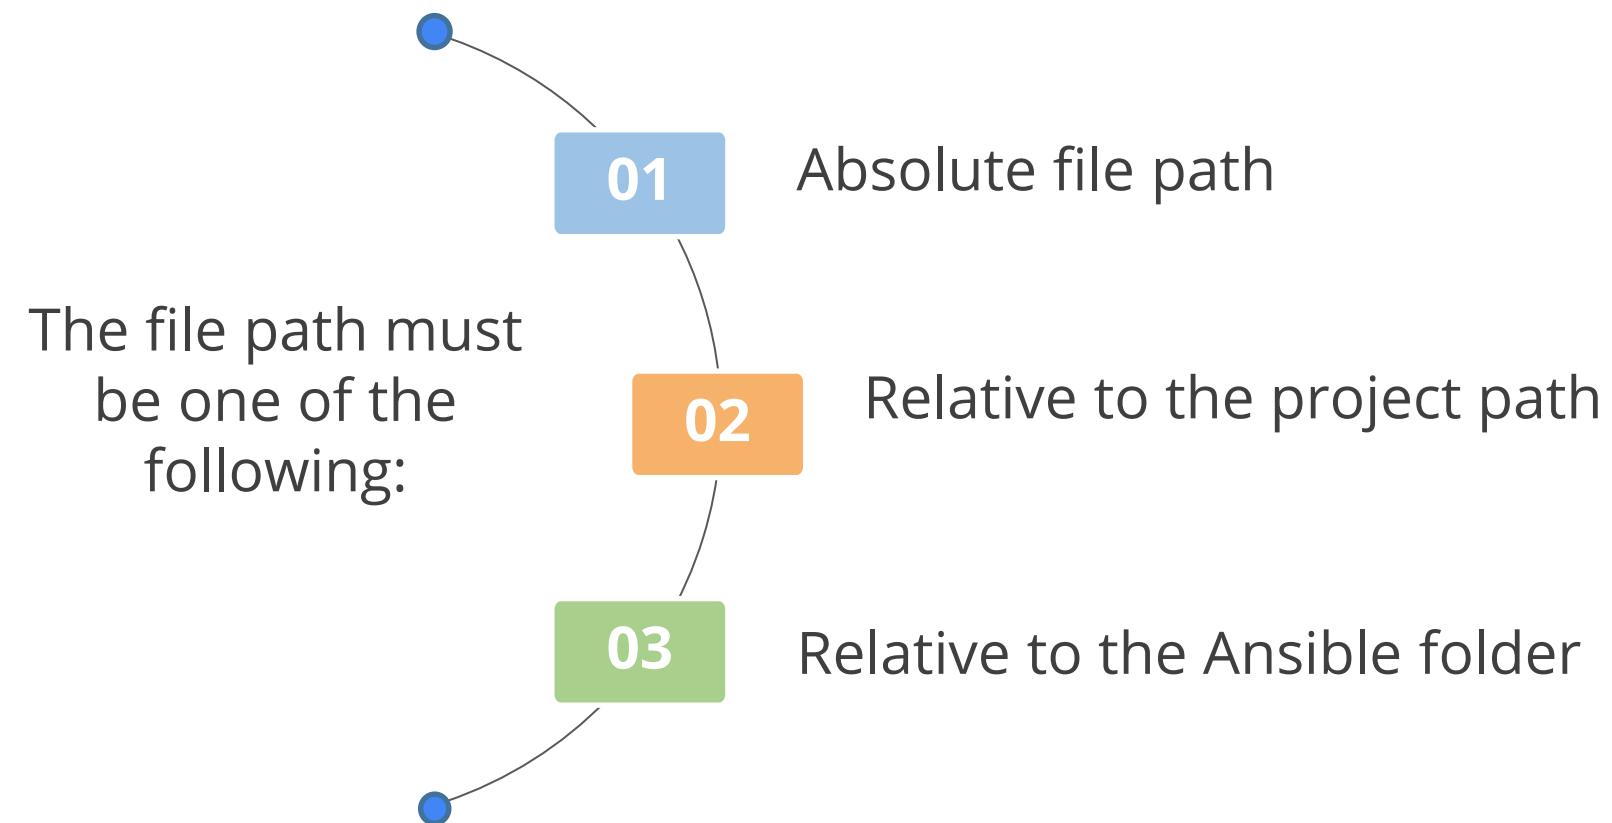 The file path must
be one of the
following:
01
Absolute file path
02
Relative to the project path
03
Relative to the Ansible folder